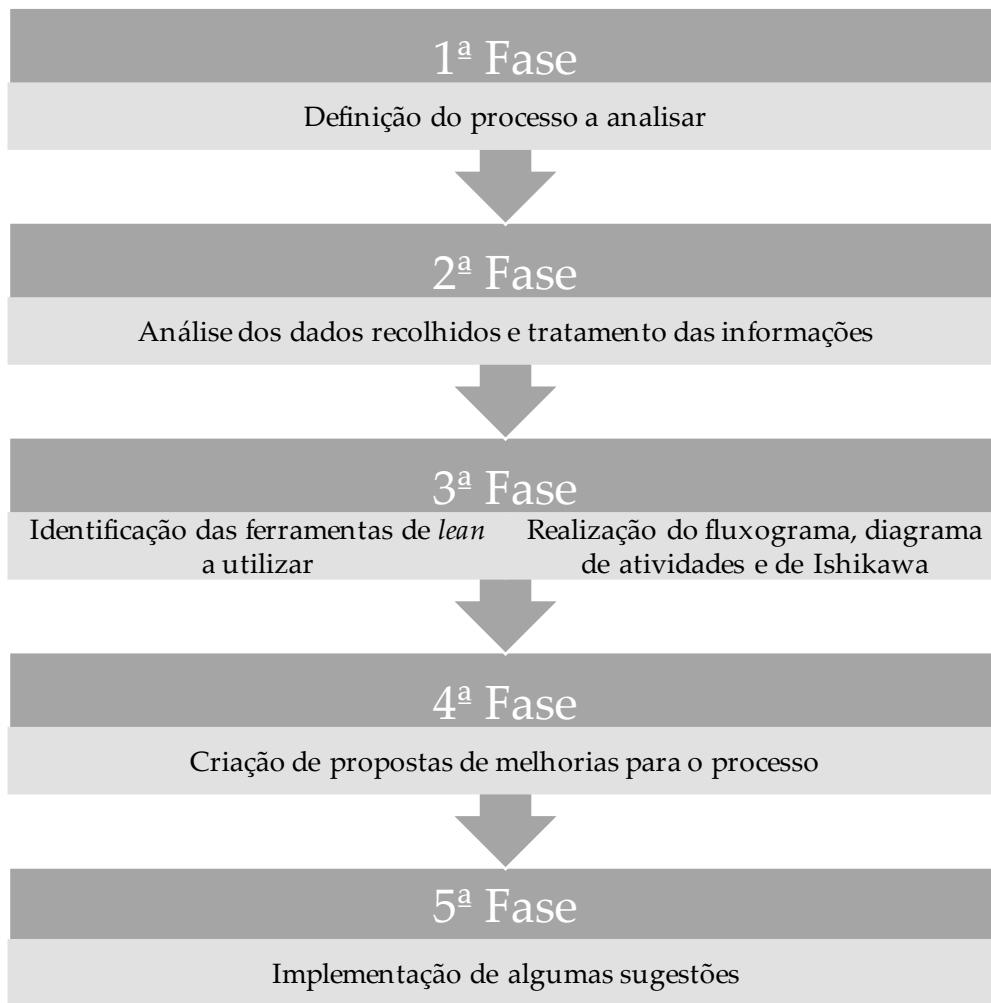 1ª Fase
Definição do processo a analisar
2ª Fase
Análise dos dados recolhidos e tratamento das informações
3ª Fase
Identificação das ferramentas de lean
a utilizar
Realização do fluxograma, diagrama
de atividades e de Ishikawa
4ª Fase
Criação de propostas de melhorias para o processo
5ª Fase
Implementação de algumas sugestões